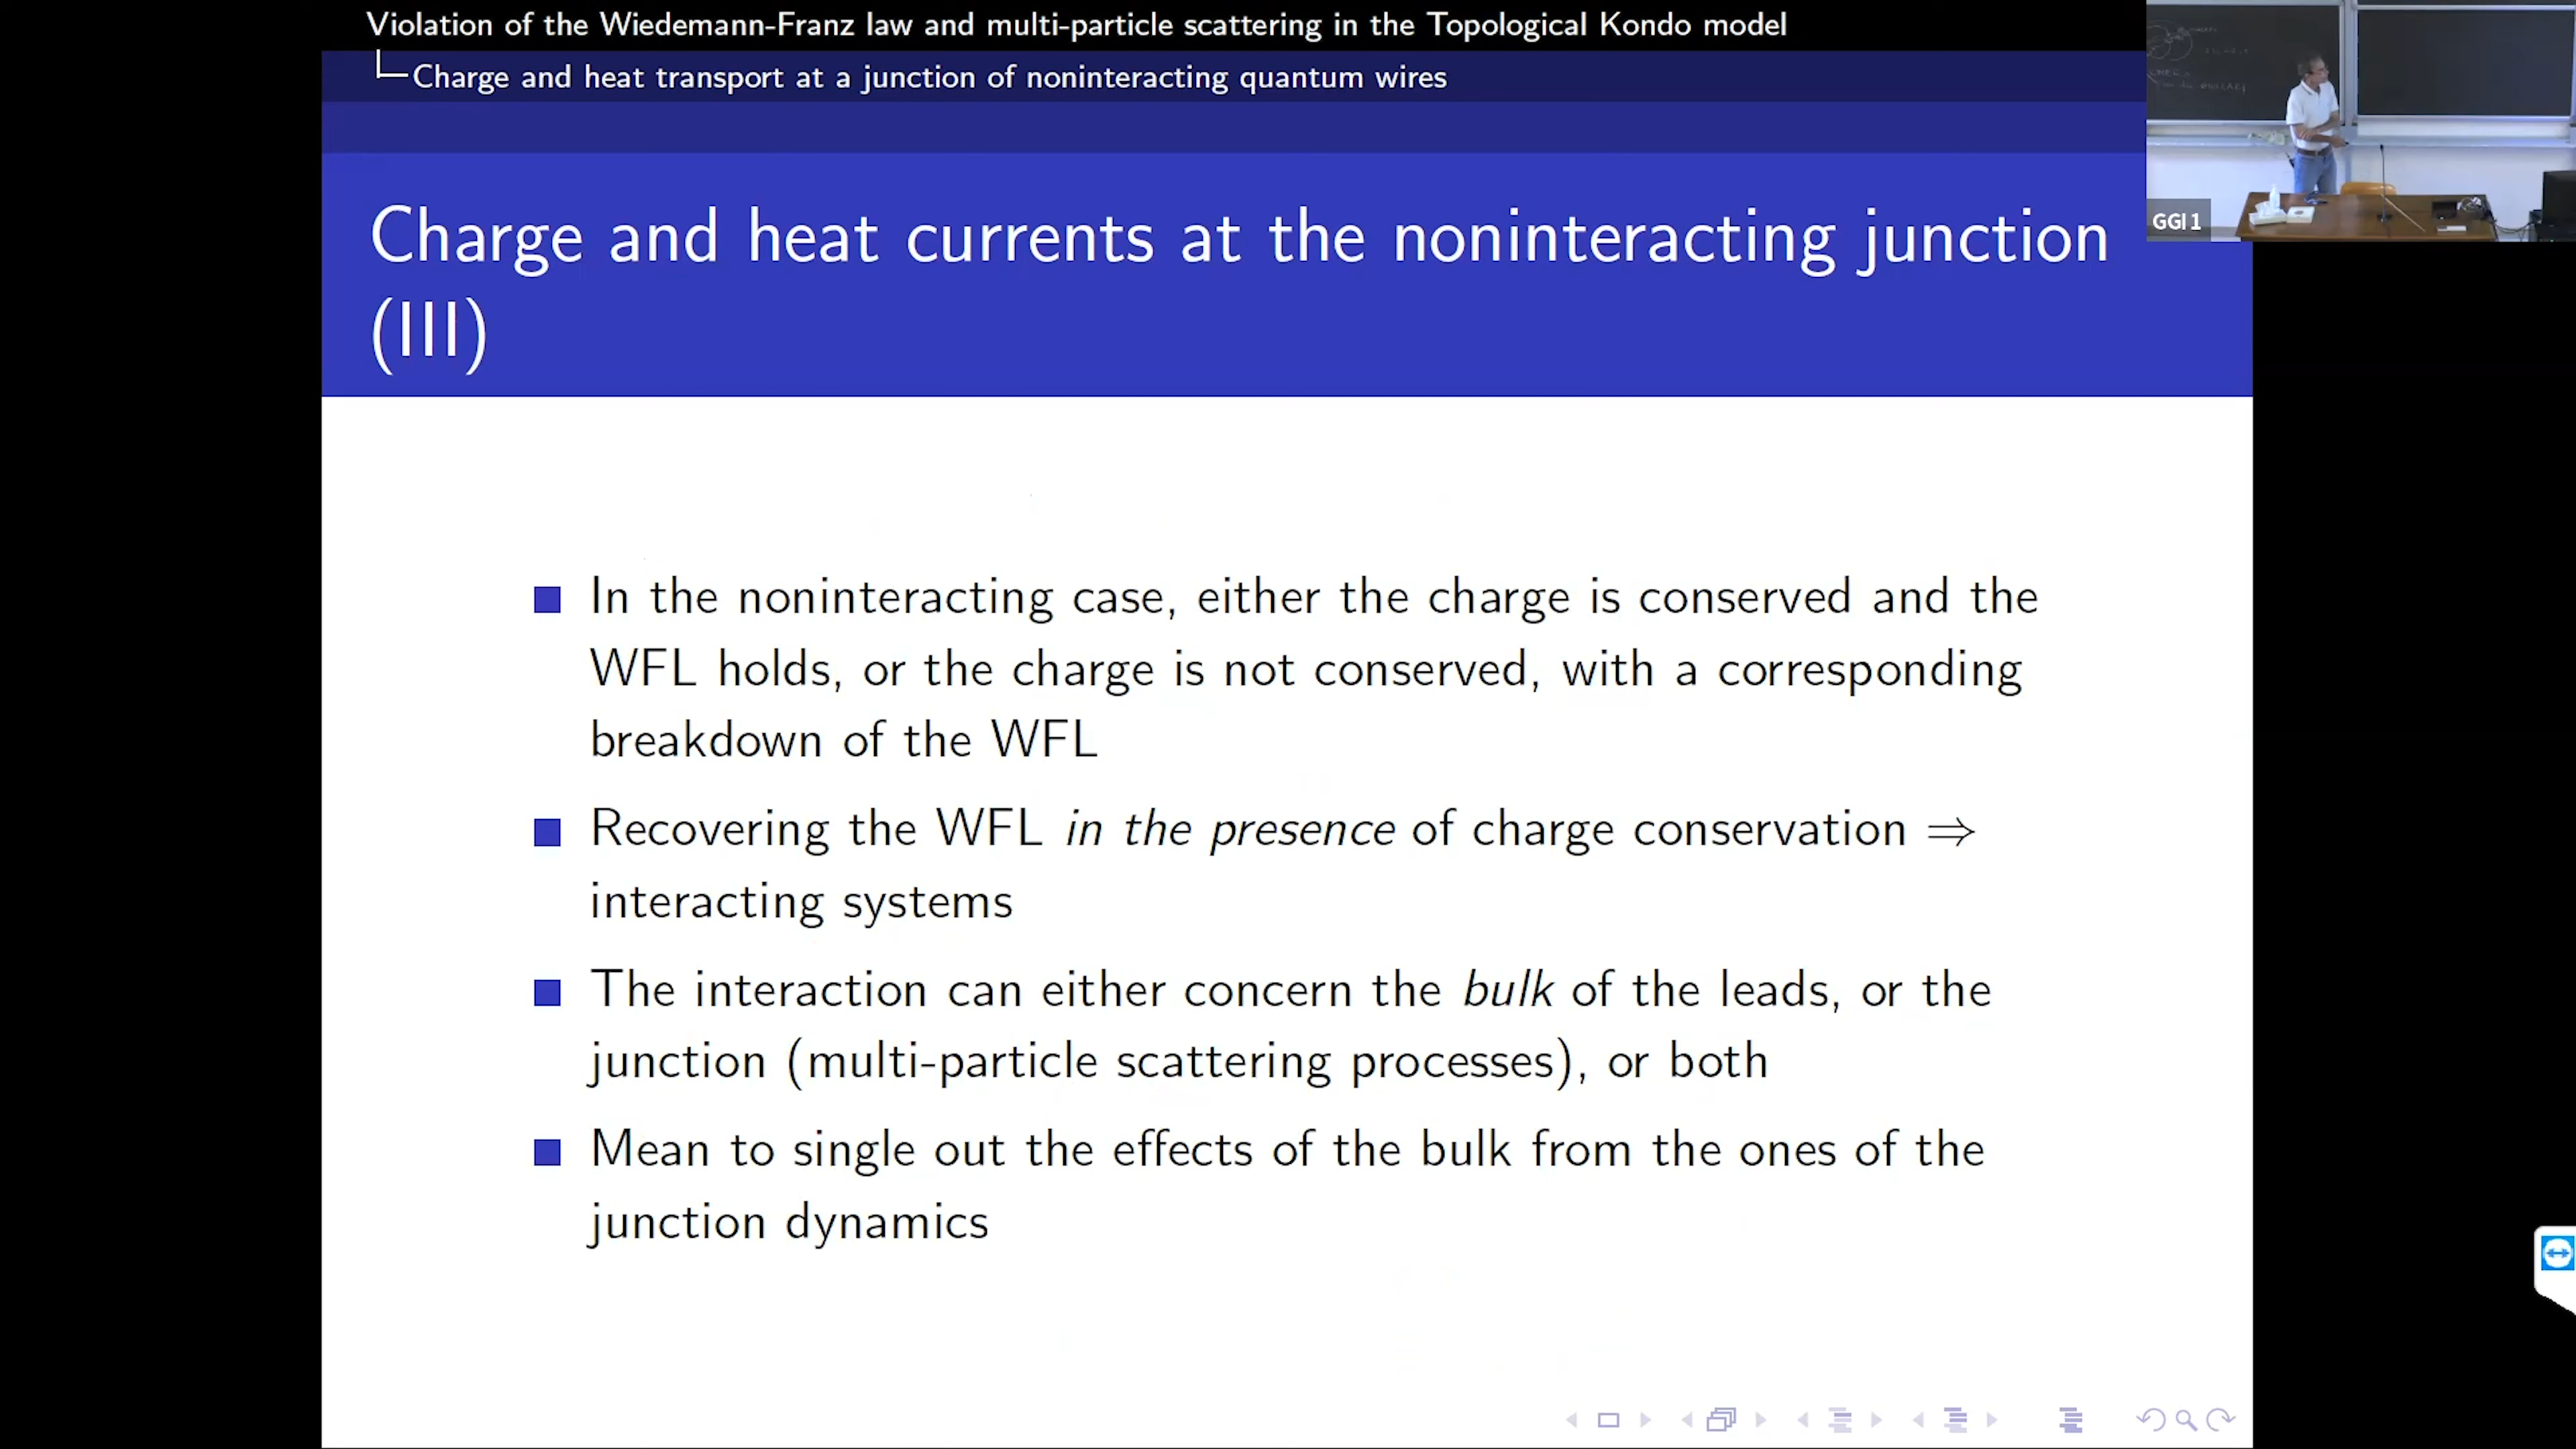 Violation of the Wiedemann-Franz law and multi-particle scattering in the Topological Kondo model
Charge and heat transport at a junction of noninteracting quantum wires
Charge and heat currents at the noninteracting junction
(III)
GGI 1
In the noninteracting case, either the charge is conserved and the
WFL holds, or the charge is not conserved, with a corresponding
breakdown of the WFL
Recovering the WFL in the presence of charge conservation ⇒
interacting systems
The interaction can either concern the bulk of the leads, or the
junction (multi-particle scattering processes), or both
Mean to single out the effects of the bulk from the ones of the
junction dynamics